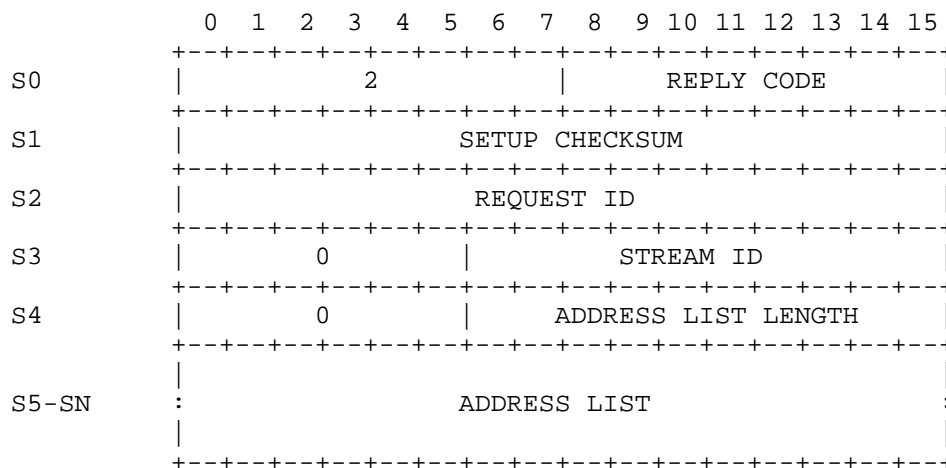 0 1 2 3 4 5 6 7 8 9 10 11 12 13 14 15
+--+--+--+--+--+--+--+--+--+--+--+--+--+--+--+--+
S0 | 2 | REPLY CODE |
+--+--+--+--+--+--+--+--+--+--+--+--+--+--+--+--+
S1 | SETUP CHECKSUM |
+--+--+--+--+--+--+--+--+--+--+--+--+--+--+--+--+
S2 | REQUEST ID |
+--+--+--+--+--+--+--+--+--+--+--+--+--+--+--+--+
S3 | 0 | STREAM ID |
+--+--+--+--+--+--+--+--+--+--+--+--+--+--+--+--+
S4 | 0 | ADDRESS LIST LENGTH |
+--+--+--+--+--+--+--+--+--+--+--+--+--+--+--+--+
| |
S5-SN : ADDRESS LIST :
| |
+--+--+--+--+--+--+--+--+--+--+--+--+--+--+--+--+